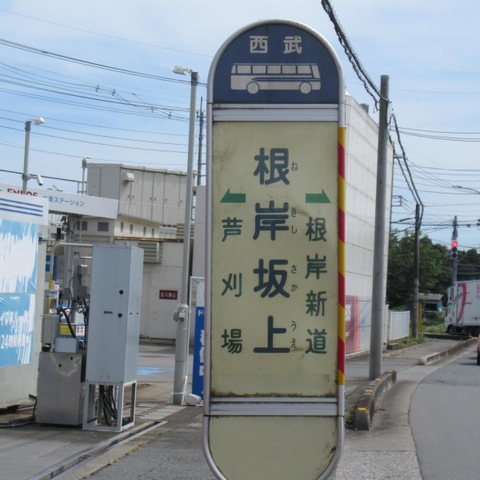 西武
根岸坂上
ねぎしさかうえ
芦刈場
根岸新道
ENEOS
ステーション